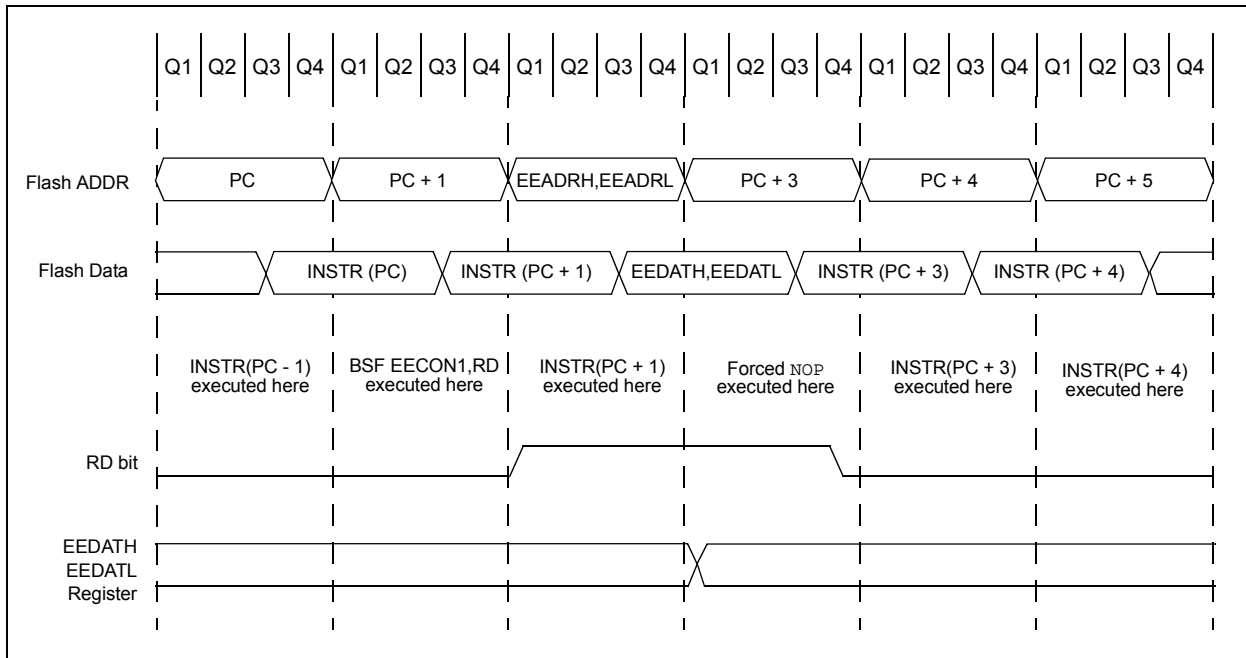 Q1 Q2 Q3 Q4 Q1 Q2 Q3 Q4 Q1 Q2 Q3 Q4 Q1 Q2 Q3 Q4 Q1 Q2 Q3 Q4 Q1 Q2 Q3 Q4
Flash ADDR PC PC + 1 EEADRH,EEADRL PC + 3 PC + 4 PC + 5
Flash Data INSTR (PC) INSTR (PC + 1) EEDATH,EEDATL INSTR (PC + 3) INSTR (PC + 4)
INSTR(PC - 1)
executed here
BSF EECON1,RD
executed here
INSTR(PC + 1)
executed here
Forced NOP
executed here
INSTR(PC + 3)
executed here
INSTR(PC + 4)
executed here
RD bit
EEDATH
EEDATL
Register